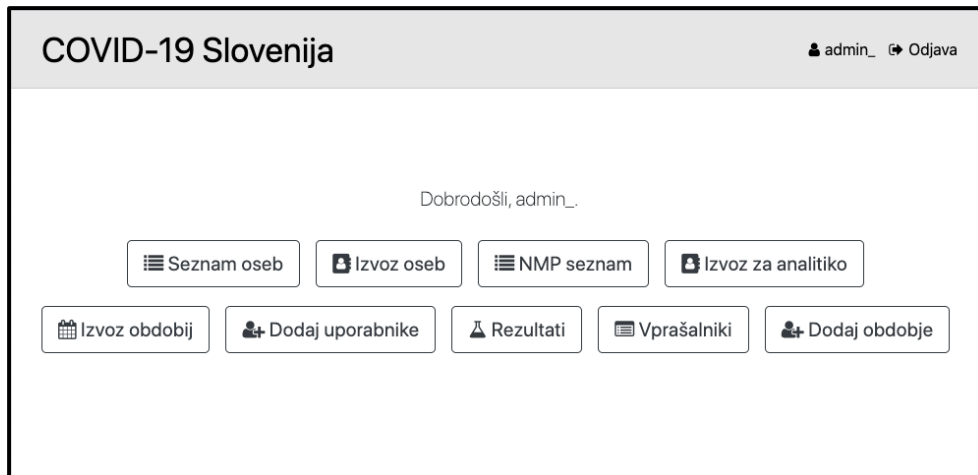 COVID-19 Slovenija
admin_ Odjava
Dobrodošli, admin_.
Seznam oseb Izvoz oseb NMP seznam Izvoz za analitiko
Izvoz obdobij Dodaj uporabnike Rezultati Vprašalniki Dodaj obdobje